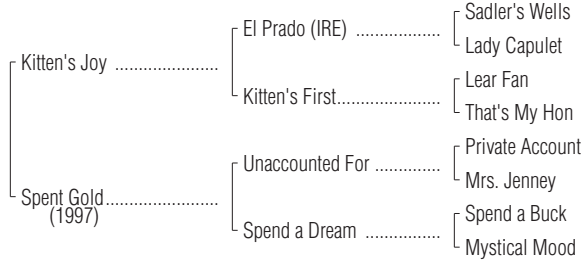 Sadler's Wells
El Prado (IRE) ..................
Lady Capulet
Kitten's Joy ......................
Lear Fan
Kitten's First......................
That's My Hon
Private Account
Unaccounted For ..............
Mrs. Jenney
Spent Gold........................
(1997)
Spend a Buck
Spend a Dream ................
Mystical Mood